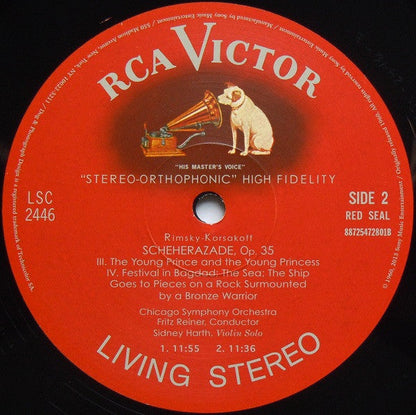 RCA VICTOR
"HIS MASTER'S VOICE"
"STEREO-ORTHOPHONIC" HIGH FIDELITY
LSC
2446
SIDE 2
RED SEAL
88725472801B
Rimsky-Korsakoff
SCHEHERAZADE, Op. 35
III. The Young Prince and the Young Princess
IV. Festival in Bagdad: The Sea: The Ship
Goes to Pieces on a Rock Surmounted
by a Bronze Warrior
Chicago Symphony Orchestra
Fritz Reiner, Conductor
Sidney Harth, Violin Solo
1. 11:55 2. 11:36
LIVING STEREO